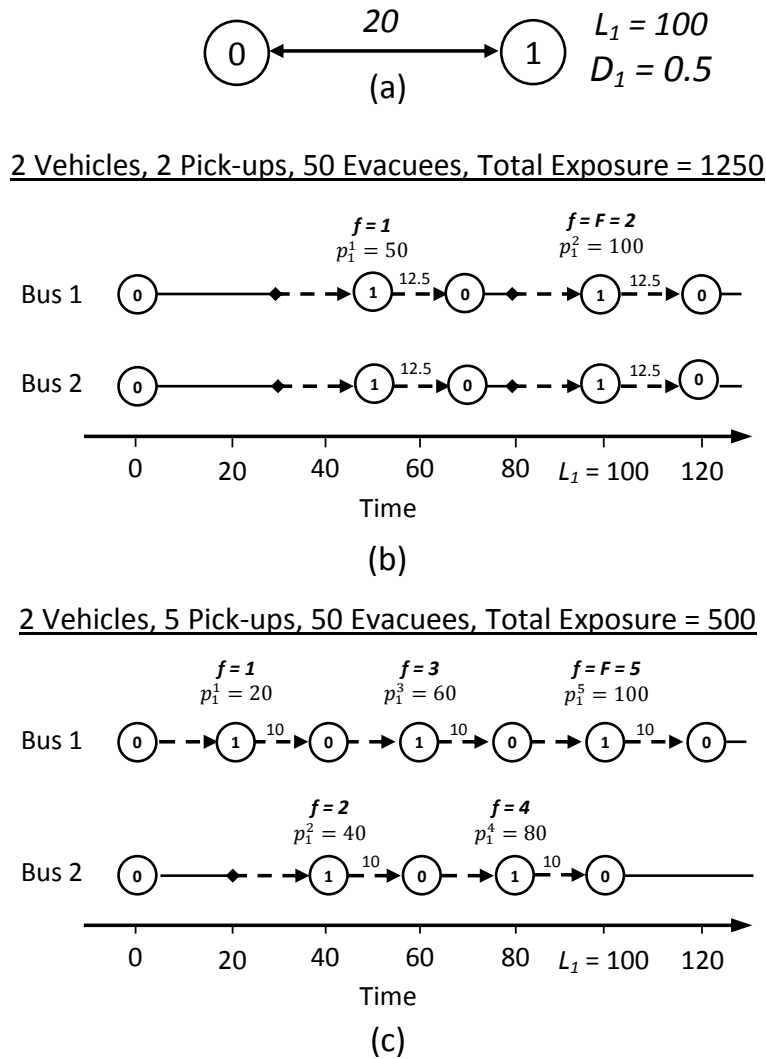 20
0
1
L₁ = 100
D₁ = 0.5
(a)
2 Vehicles, 2 Pick-ups, 50 Evacuees, Total Exposure = 1250
f = 1
f = F = 2
p₁¹ = 50
p₁² = 100
Bus 1
0
1
12.5
0
1
12.5
0
Bus 2
0
1
12.5
0
1
12.5
0
0 20 40 60 80 L₁ = 100 120
Time
(b)
2 Vehicles, 5 Pick-ups, 50 Evacuees, Total Exposure = 500
f = 1
f = 3
f = F = 5
p₁¹ = 20
p₁³ = 60
p₁⁵ = 100
Bus 1
0
1
10
0
1
10
0
1
10
0
f = 2
f = 4
p₁² = 40
p₁⁴ = 80
Bus 2
0
1
10
0
1
10
0
0 20 40 60 80 L₁ = 100 120
Time
(c)